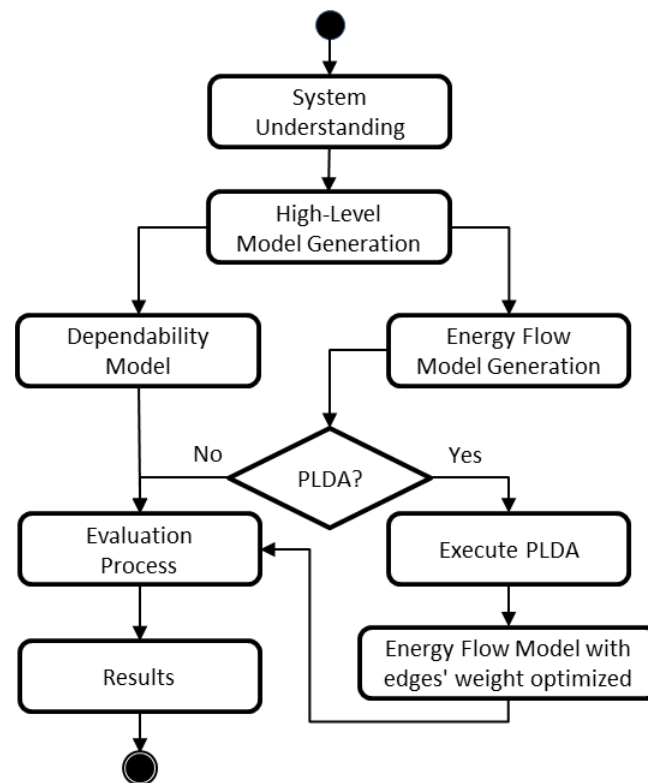 System
Understanding
High-Level
Model Generation
Dependability
Model
Energy Flow
Model Generation
No
PLDA?
Yes
Evaluation
Process
Execute PLDA
Results
Energy Flow Model with
edges' weight optimized